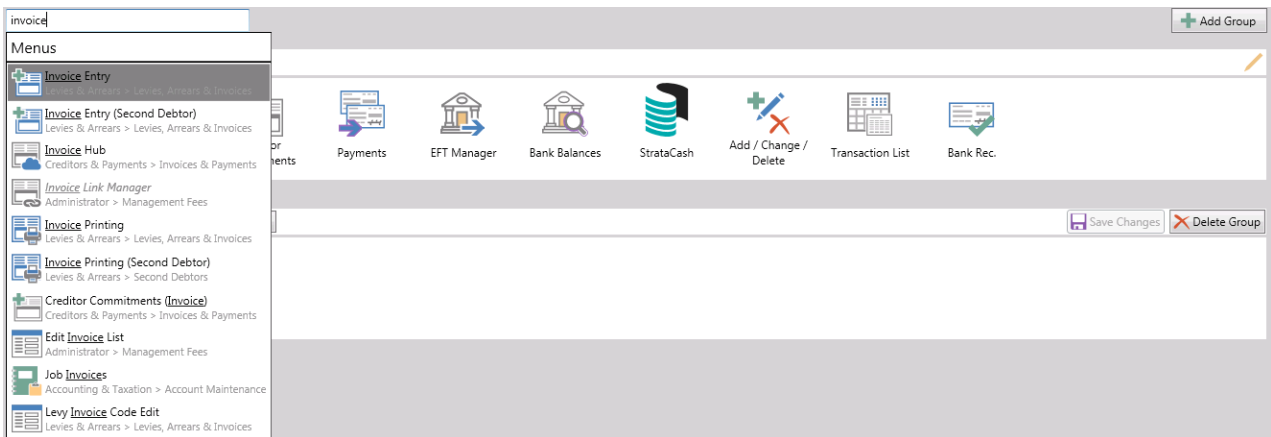 invoice
Add Group
Menus
Invoice Entry
Levies & Arrears > Levies, Arrears & Invoices
Invoice Entry (Second Debtor)
Levies & Arrears > Levies, Arrears & Invoices
Invoice Hub
Creditors & Payments > Invoices & Payments
Invoice Link Manager
Administrator > Management Fees
Invoice Printing
Levies & Arrears > Levies, Arrears & Invoices
Invoice Printing (Second Debtor)
Levies & Arrears > Second Debtors
Creditor Commitments (Invoice)
Creditors & Payments > Invoices & Payments
Edit Invoice List
Administrator > Management Fees
Job Invoices
Accounting & Taxation > Account Maintenance
Levy Invoice Code Edit
Levies & Arrears > Levies, Arrears & Invoices
Payments
EFT Manager
Bank Balances
StrataCash
Add / Change /
Delete
Transaction List
Bank Rec.
Save Changes
Delete Group